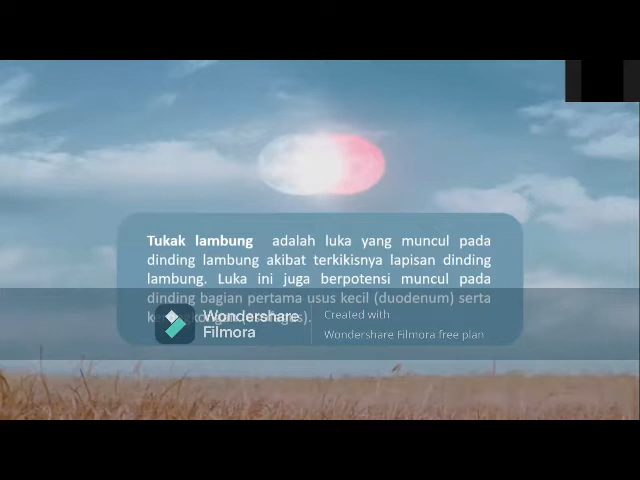 Tukak lambung adalah luka yang muncul pada
dinding lambung akibat terkikisnya lapisan dinding
lambung. Luka ini juga berpotensi muncul pada
dinding bagian pertama usus kecil (duodenum) serta
Wondershare
Filmora
Created with
Wondershare Filmora free plan